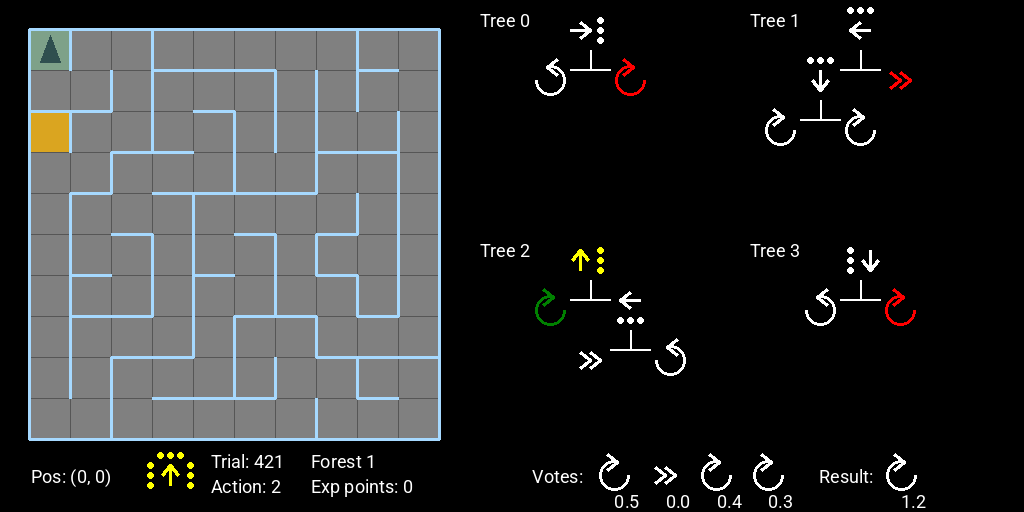 Tree 0
Tree 1
Tree 2
Tree 3
Pos: (0, 0)
Trial: 421
Forest 1
Action: 2
Exp points: 0
Votes:
0.5
0.0
0.4
0.3
Result:
1.2